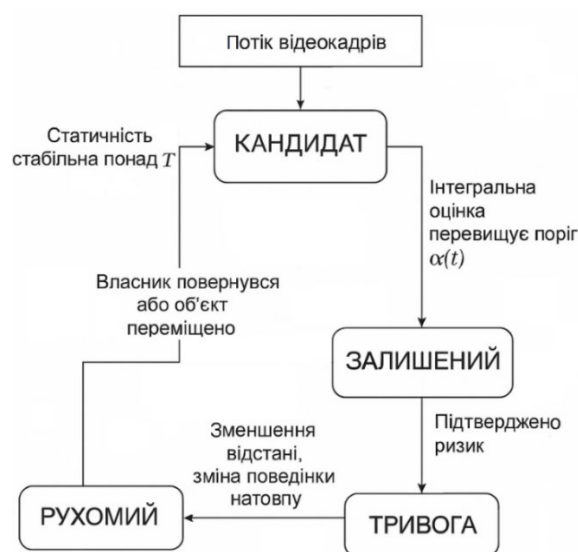 Потік відеокадрів
КАНДИДАТ
Статичність
стабільна понад T
Інтегральна
оцінка
перевищує поріг
α(t)
Власник повернувся
або об'єкт
переміщено
ЗАЛИШЕНИЙ
Підтверджено
ризик
Зменшення
відстані,
зміна поведінки
натовпу
РУХОМИЙ
ТРИВОГА